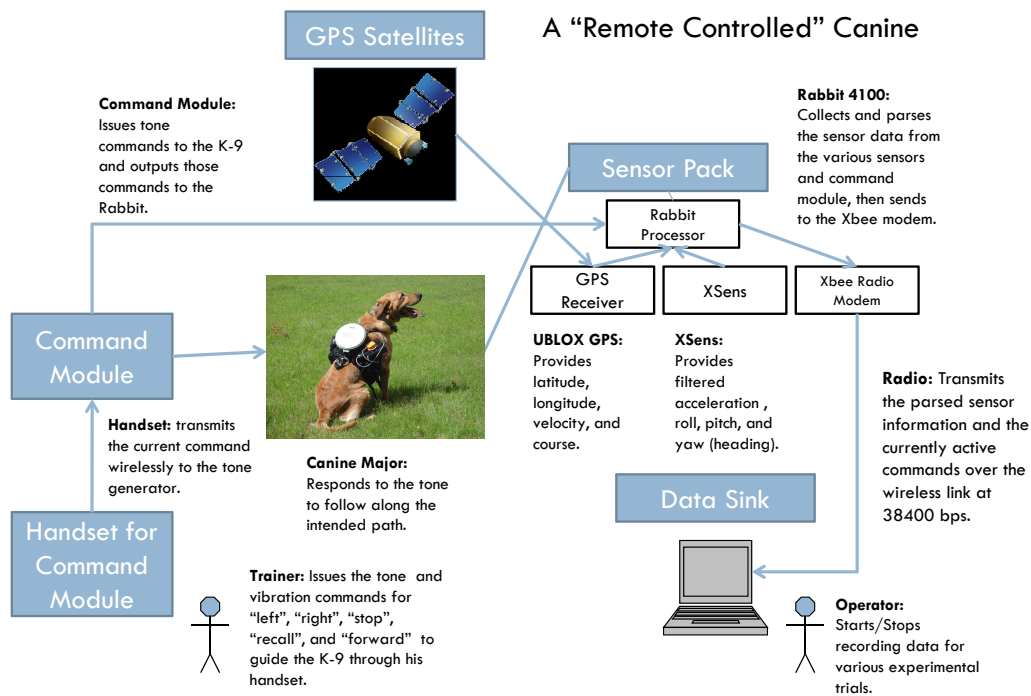 A “Remote Controlled” Canine
GPS Satellites
Command Module:
Issues tone
commands to the K-9
and outputs those
commands to the
Rabbit.
Rabbit 4100:
Collects and parses
the sensor data from
the various sensors
and command
module, then sends
to the Xbee modem.
Sensor Pack
Rabbit
Processor
GPS
Receiver
XSens
Xbee Radio
Modem
Command
Module
UBLOX GPS:
Provides
latitude,
longitude,
velocity, and
course.
XSens:
Provides
filtered
acceleration ,
roll, pitch, and
yaw (heading).
Radio: Transmits
the parsed sensor
information and the
currently active
commands over the
wireless link at
38400 bps.
Handset: transmits
the current command
wirelessly to the tone
generator.
Canine Major:
Responds to the tone
to follow along the
intended path.
Data Sink
Handset for
Command
Module
Trainer: Issues the tone and
vibration commands for
“left”, “right”, “stop”,
“recall”, and “forward” to
guide the K-9 through his
handset.
Operator:
Starts/Stops
recording data for
various experimental
trials.